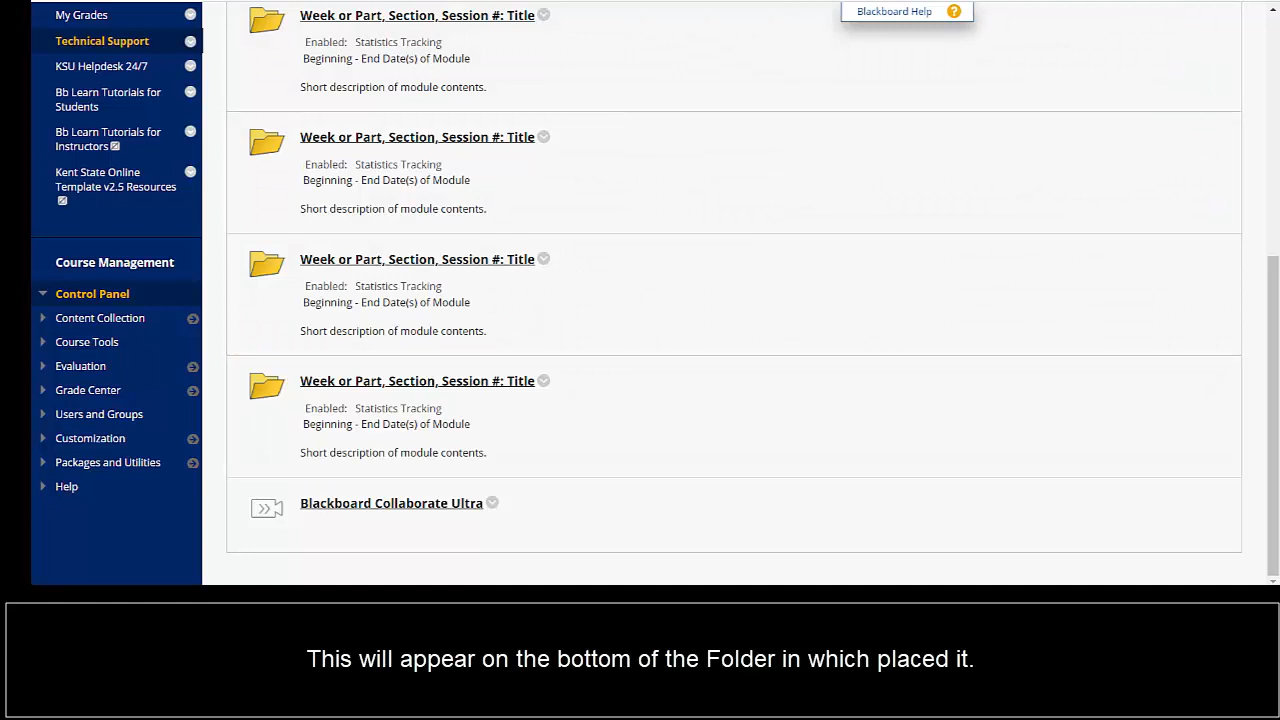 My Grades
Technical Support
KSU Helpdesk 24/7
Bb Learn Tutorials for
Students
Bb Learn Tutorials for
Instructors
Kent State Online
Template v2.5 Resources
Course Management
Control Panel
Content Collection
Course Tools
Evaluation
Grade Center
Users and Groups
Customization
Packages and Utilities
Help
Blackboard Help ?
Week or Part, Section, Session #: Title
Enabled: Statistics Tracking
Beginning - End Date(s) of Module
Short description of module contents.
Week or Part, Section, Session #: Title
Enabled: Statistics Tracking
Beginning - End Date(s) of Module
Short description of module contents.
Week or Part, Section, Session #: Title
Enabled: Statistics Tracking
Beginning - End Date(s) of Module
Short description of module contents.
Week or Part, Section, Session #: Title
Enabled: Statistics Tracking
Beginning - End Date(s) of Module
Short description of module contents.
Blackboard Collaborate Ultra
This will appear on the bottom of the Folder in which placed it.